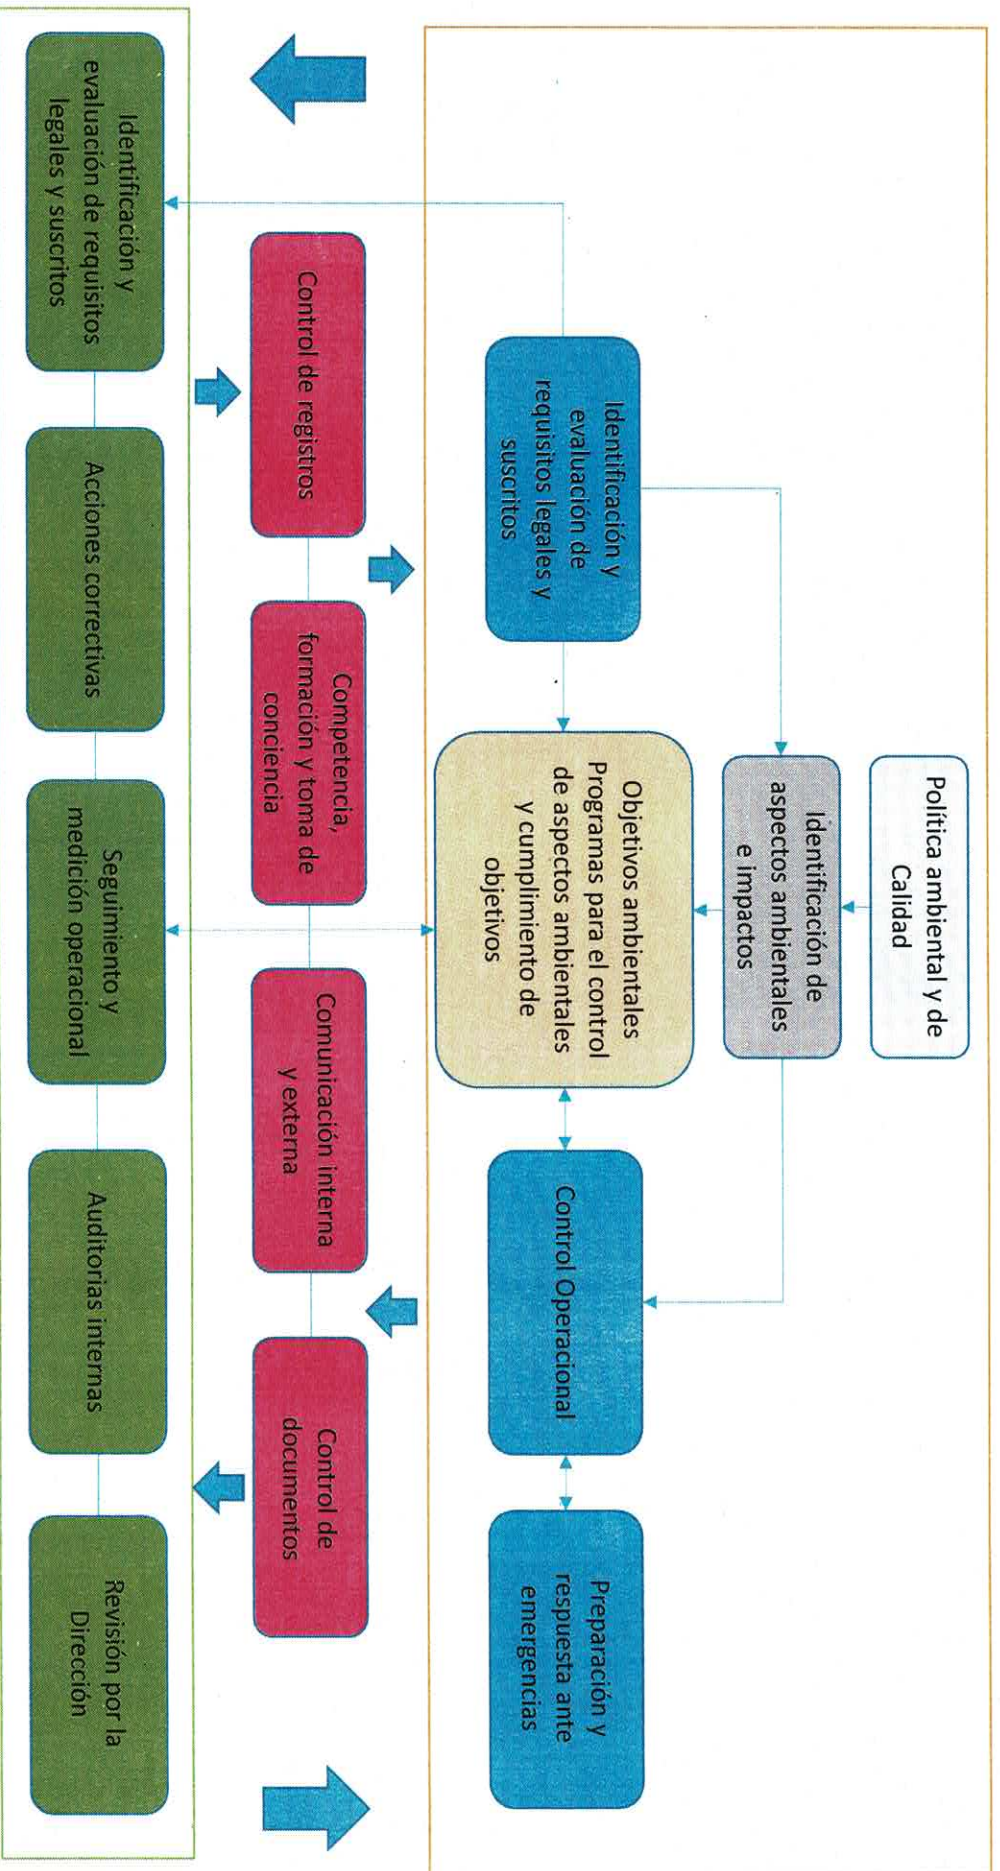 Política ambiental y de
Calidad
Identificación de
aspectos ambientales
e impactos
Identificación y
evaluación de
requisitos legales y
suscritos
Objetivos ambientales
Programas para el control
de aspectos ambientales
y cumplimiento de
objetivos
Control Operacional
Preparación y
respuesta ante
emergencias
Control de registros
Competencia,
formación y toma de
conciencia
Comunicación interna
y externa
Control de
documentos
Identificación y
evaluación de requisitos
legales y suscritos
Acciones correctivas
Seguimiento y
medición operacional
Auditorias internas
Revisión por la
Dirección